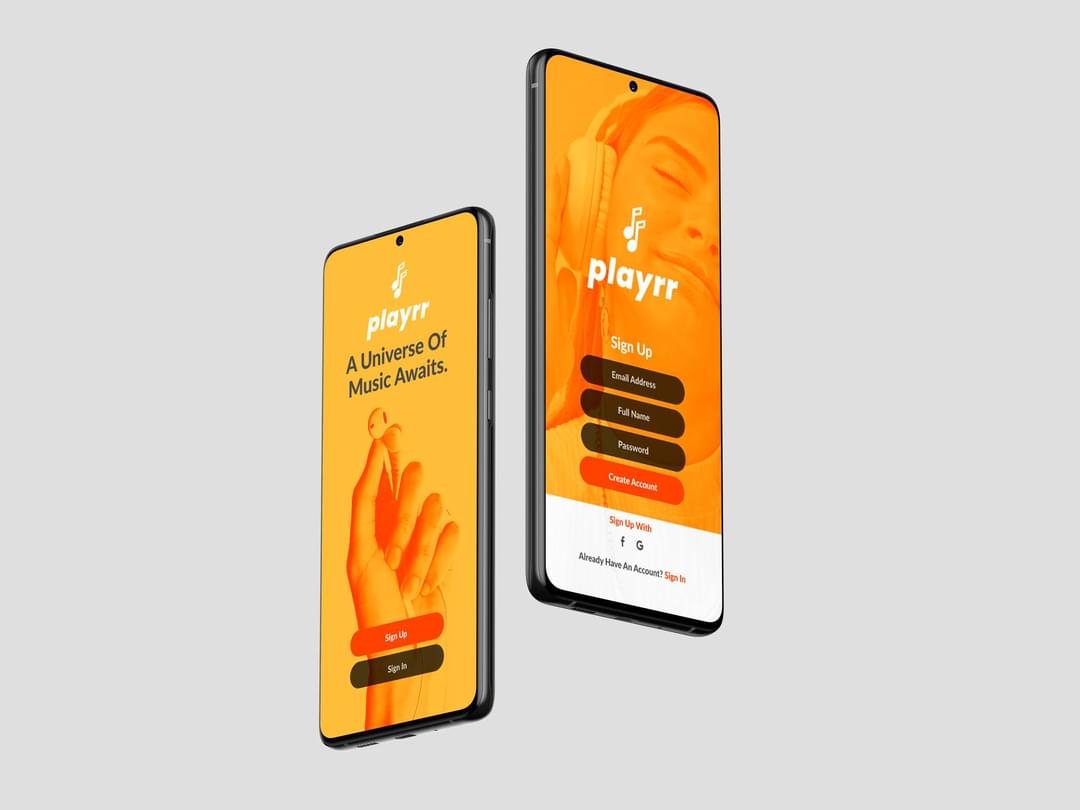 playrr
A Universe Of
Music Awaits.
Sign Up
Sign In
playrr
Sign Up
Email Address
Full Name
Password
Create Account
Sign Up With
f G
Already Have An Account? Sign In